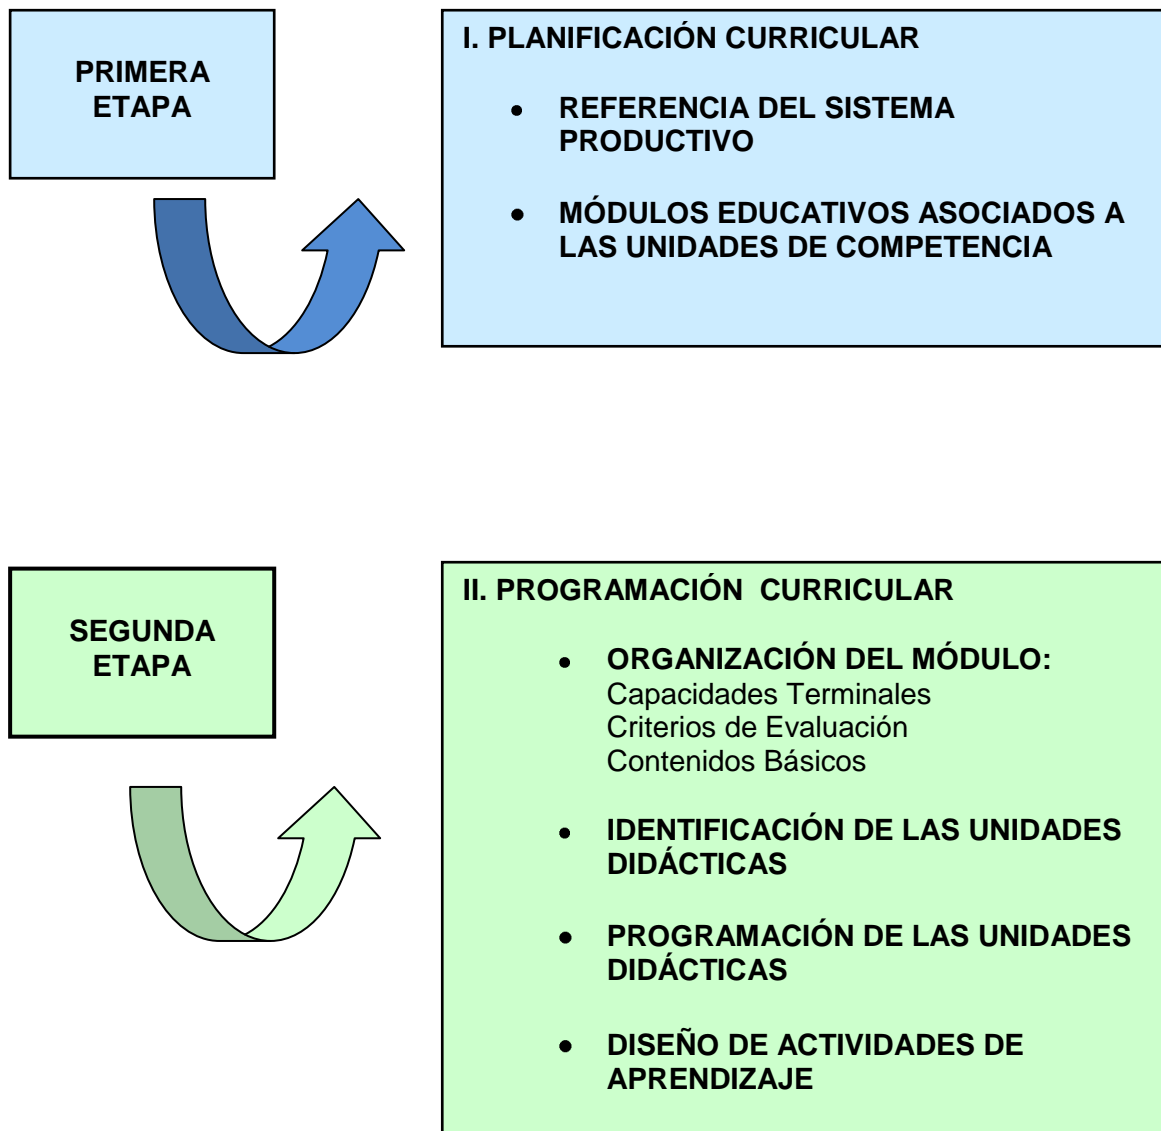 PRIMERA
ETAPA
I. PLANIFICACIÓN CURRICULAR
• REFERENCIA DEL SISTEMA
PRODUCTIVO
• MÓDULOS EDUCATIVOS ASOCIADOS A
LAS UNIDADES DE COMPETENCIA
SEGUNDA
ETAPA
II. PROGRAMACIÓN CURRICULAR
• ORGANIZACIÓN DEL MÓDULO:
Capacidades Terminales
Criterios de Evaluación
Contenidos Básicos
• IDENTIFICACIÓN DE LAS UNIDADES
DIDÁCTICAS
• PROGRAMACIÓN DE LAS UNIDADES
DIDÁCTICAS
• DISEÑO DE ACTIVIDADES DE
APRENDIZAJE